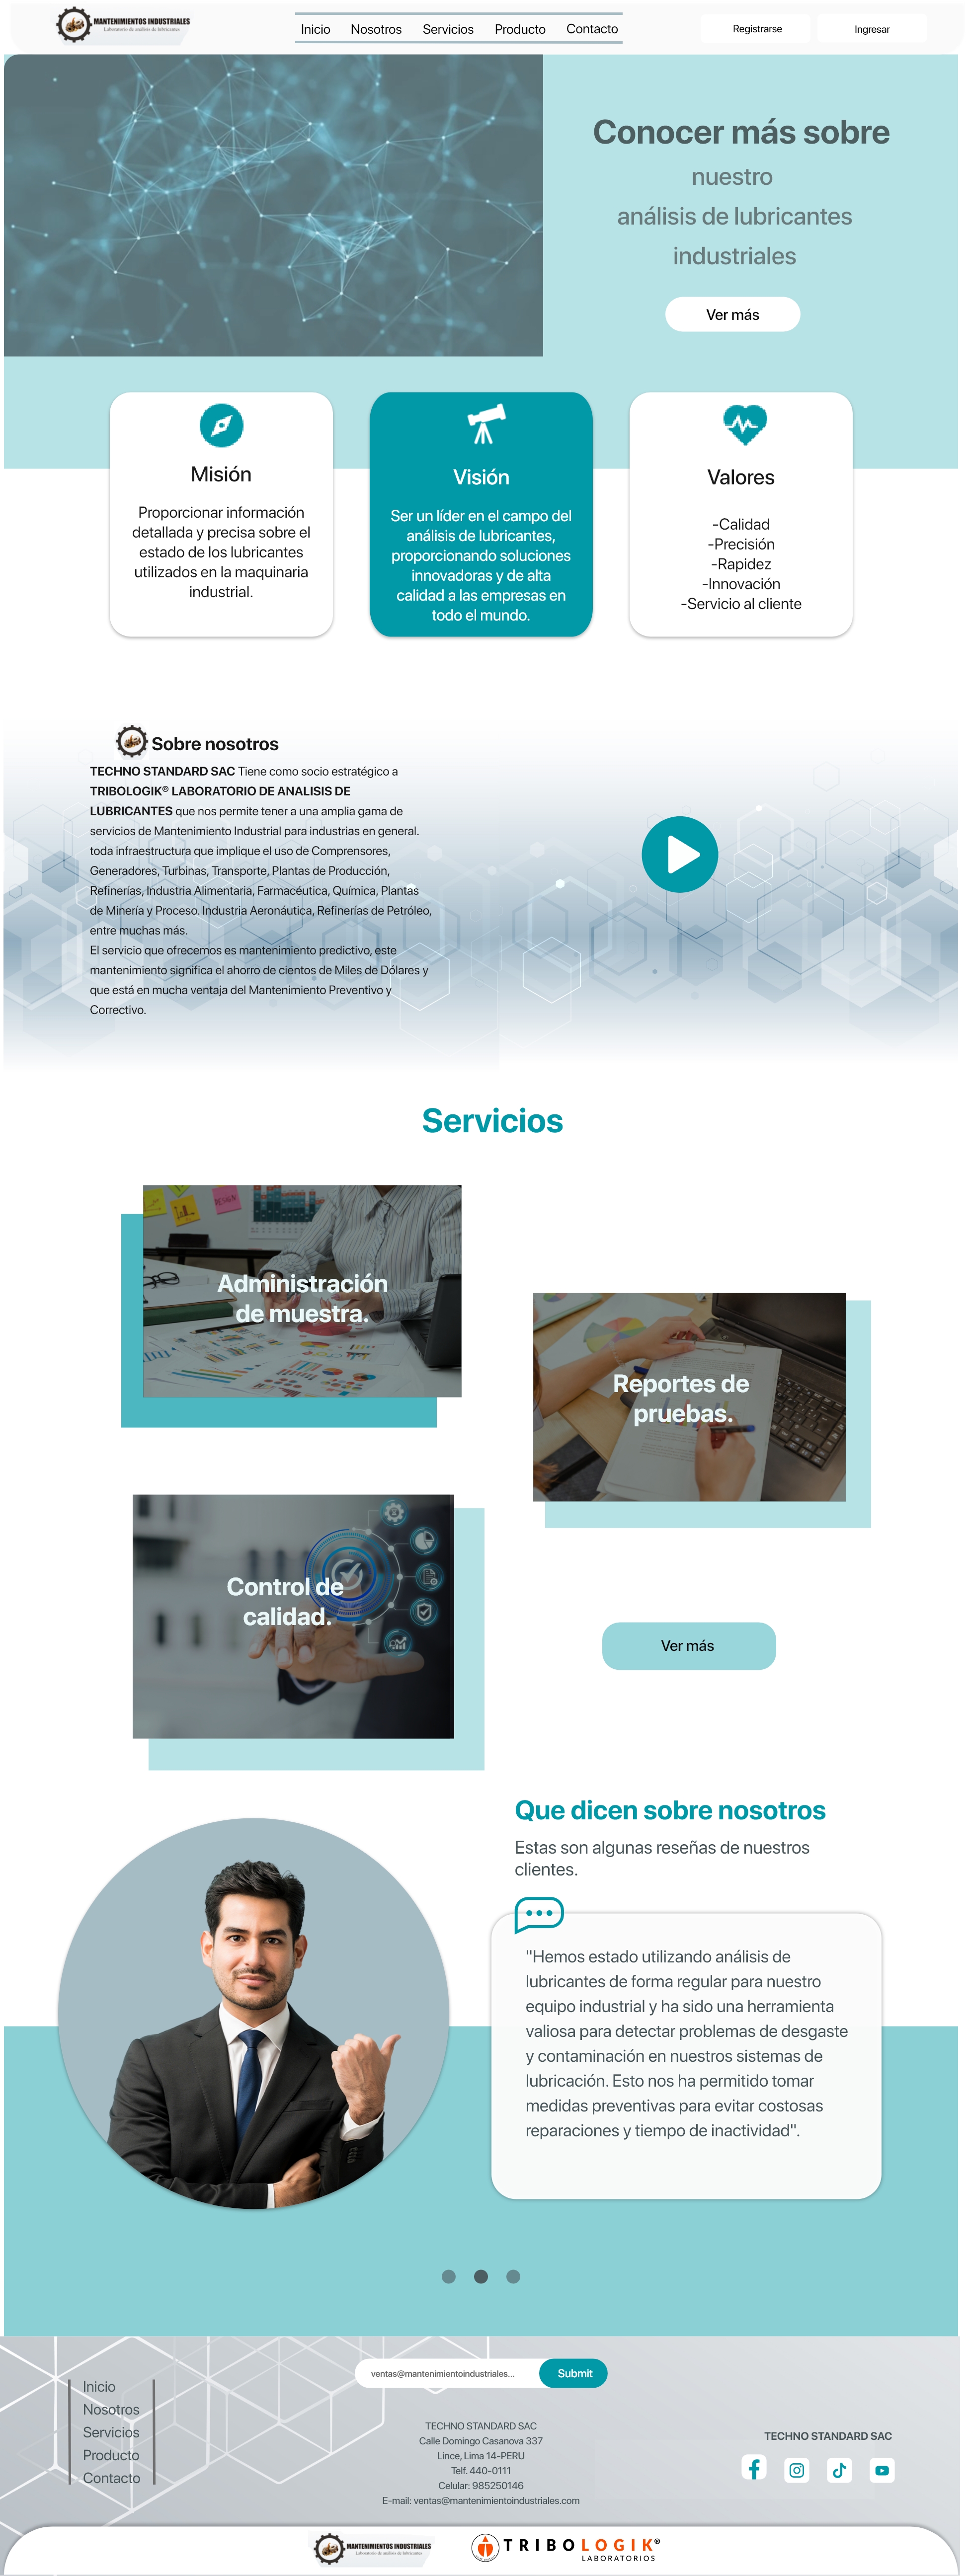 MANTENIMIENTOS INDUSTRIALES
Laboratorio de analisis de lubricantes
Inicio
Nosotros
Servicios
Producto
Contacto
Registrarse
Ingresar
Conocer más sobre
nuestro
análisis de lubricantes
industriales
Ver más
Misión
Proporcionar información
detallada y precisa sobre el
estado de los lubricantes
utilizados en la maquinaria
industrial.
Visión
Ser un líder en el campo del
análisis de lubricantes,
proporcionando soluciones
innovadoras y de alta
calidad a las empresas en
todo el mundo.
Valores
-Calidad
-Precisión
-Rapidez
-Innovación
-Servicio al cliente
Sobre nosotros
TECHNO STANDARD SAC Tiene como socio estratégico a
TRIBOLOGIK® LABORATORIO DE ANALISIS DE
LUBRICANTES que nos permite tener a una amplia gama de
servicios de Mantenimiento Industrial para industrias en general.
toda infraestructura que implique el uso de Compresores,
Generadores, Turbinas, Transporte, Plantas de Producción,
Refinerías, Industria Alimentaria, Farmacéutica, Química, Plantas
de Minería y Proceso. Industria Aeronáutica, Refinerías de Petróleo,
entre muchas más.
El servicio que ofrecemos es mantenimiento predictivo, este
mantenimiento significa el ahorro de cientos de Miles de Dólares y
que está en mucha ventaja del Mantenimiento Preventivo y
Correctivo.
Servicios
Administración
de muestra.
Reportes de
pruebas.
Control de
calidad.
Ver más
Que dicen sobre nosotros
Estas son algunas reseñas de nuestros
clientes.
"Hemos estado utilizando análisis de
lubricantes de forma regular para nuestro
equipo industrial y ha sido una herramienta
valiosa para detectar problemas de desgaste
y contaminación en nuestros sistemas de
lubricación. Esto nos ha permitido tomar
medidas preventivas para evitar costosas
reparaciones y tiempo de inactividad".
Inicio
Nosotros
Servicios
Producto
Contacto
ventas@mantenimientoindustriales...
Submit
TECHNO STANDARD SAC
Calle Domingo Casanova 337
Lince, Lima 14-PERU
Telf. 440-0111
Celular: 985250146
E-mail: ventas@mantenimientoindustriales.com
TECHNO STANDARD SAC
MANTENIMIENTOS INDUSTRIALES
Laboratorio de analisis de lubricantes
TRIBOLOGIK®
LABORATORIOS